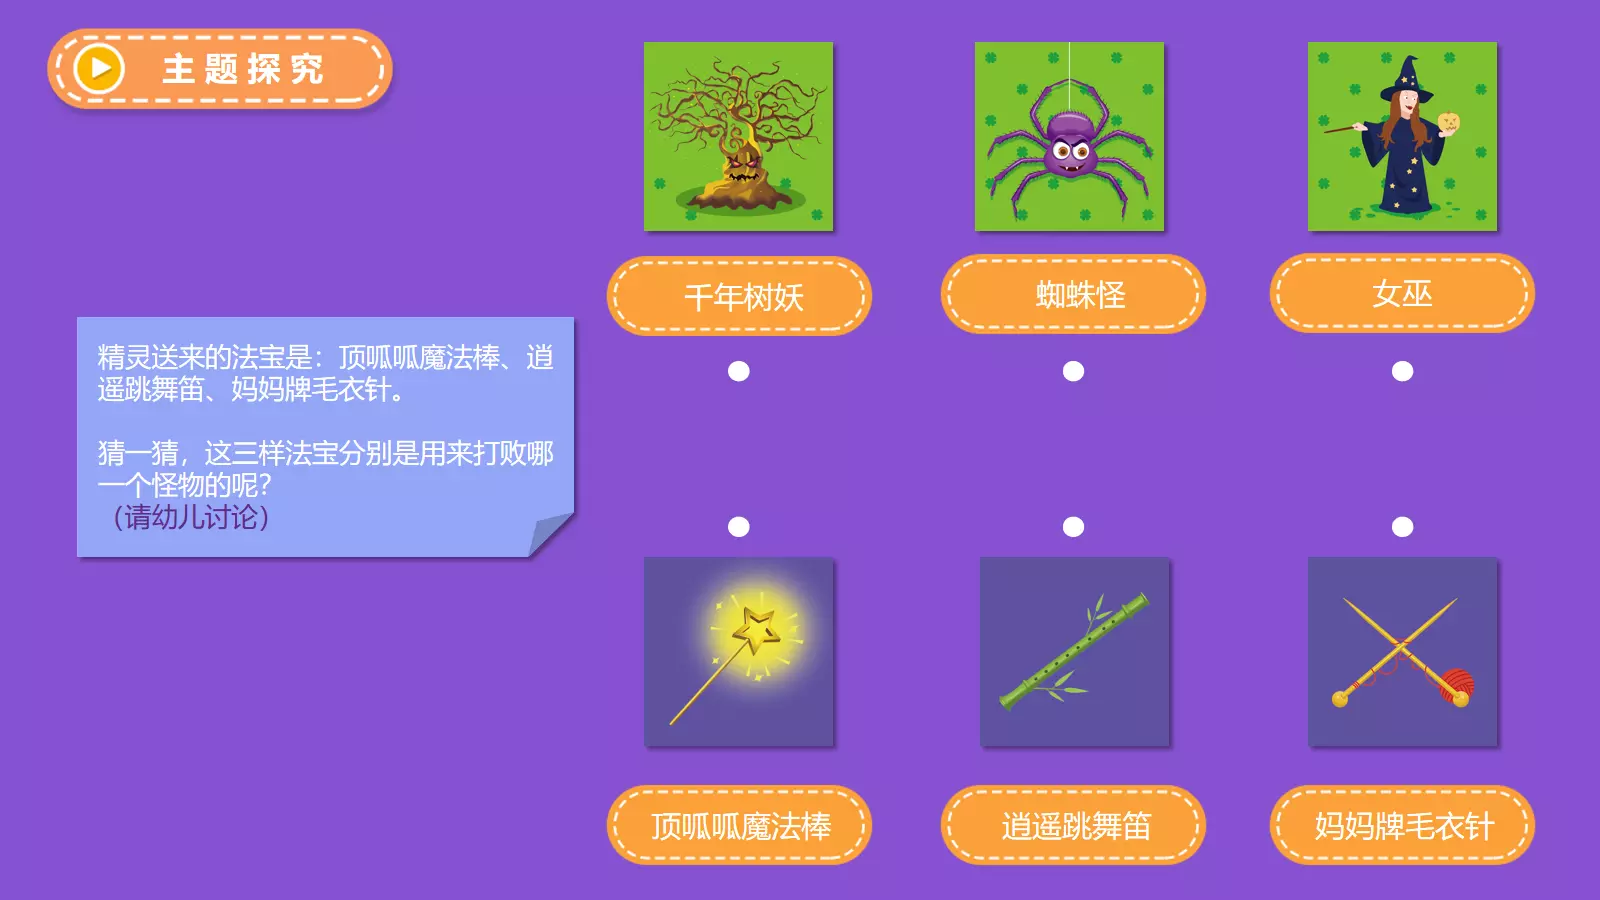 主题探究
千年树妖
蜘蛛怪
女巫
精灵送来的法宝是：顶呱呱魔法棒、逍
遥跳舞笛、妈妈牌毛衣针。
猜一猜，这三样法宝分别是用来打败哪
一个怪物的呢？
（请幼儿讨论）
顶呱呱魔法棒
逍遥跳舞笛
妈妈牌毛衣针